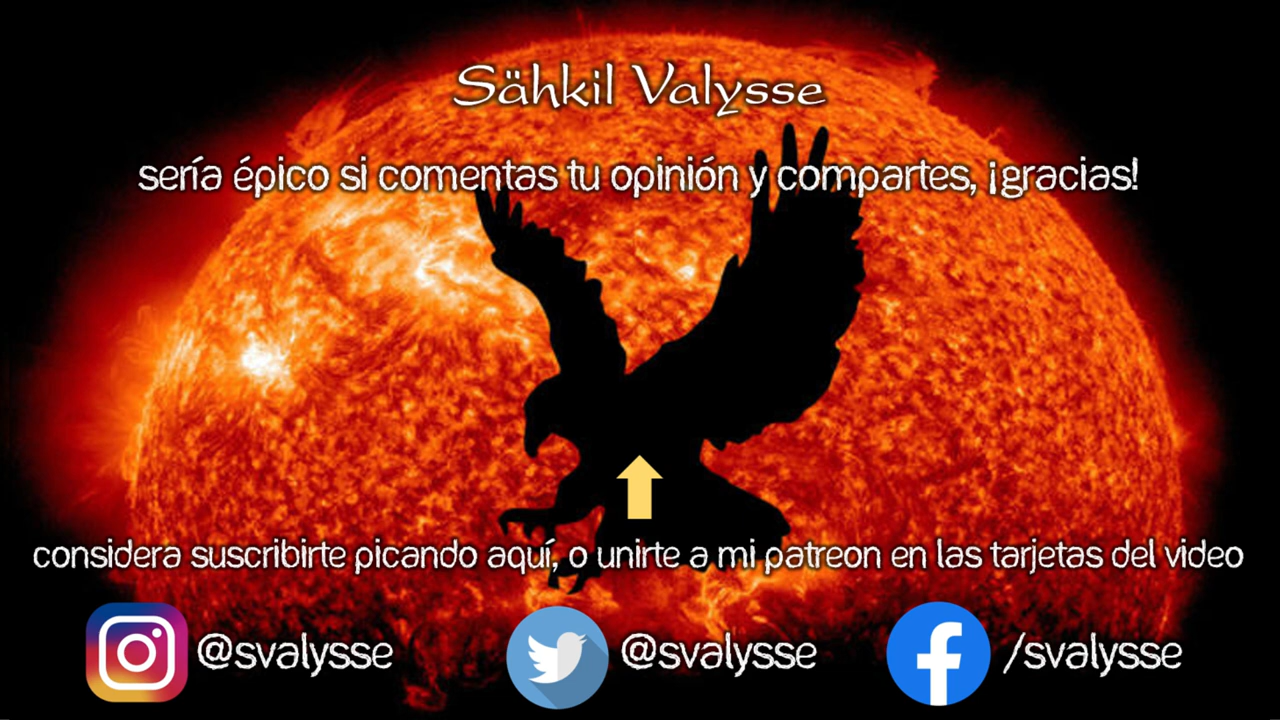 Sähkil Valysse
sería épico si comentas tu opinión y compartes, ¡gracias!
considera suscribirte picando aquí, o unirte a mi patreon en las tarjetas del video
@svalysse @svalysse /svalysse